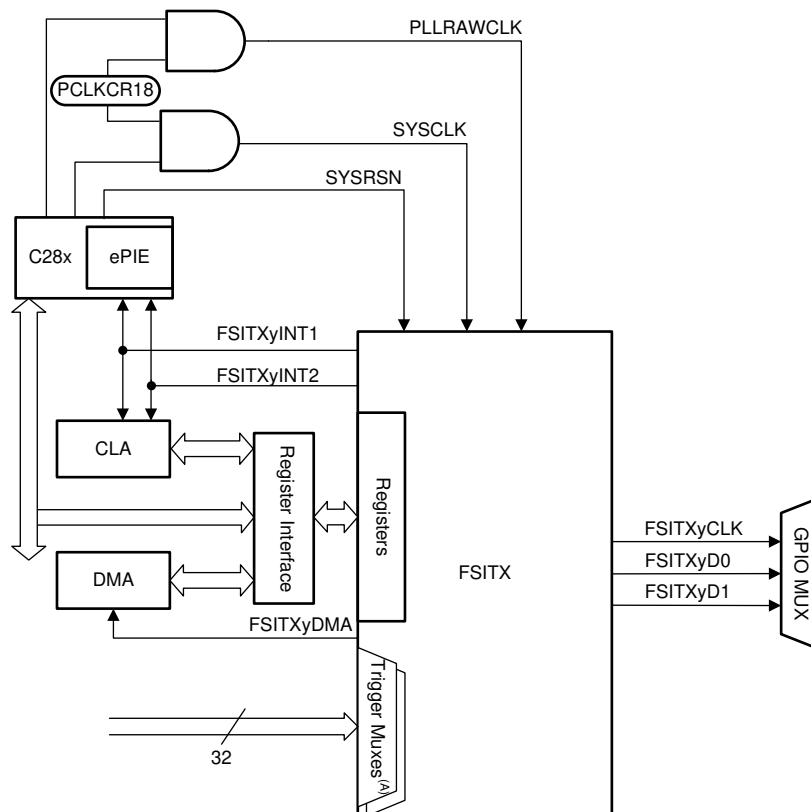 PLLRAWCLK
PCLKCR18
SYSCLK
SYSRSN
C28x
ePIE
FSITXyINT1
FSITXyINT2
CLA
Register Interface
Registers
FSITX
FSITXyCLK
FSITXyD0
FSITXyD1
GPIO MUX
DMA
FSITXyDMA
Trigger Muxes(A)
32